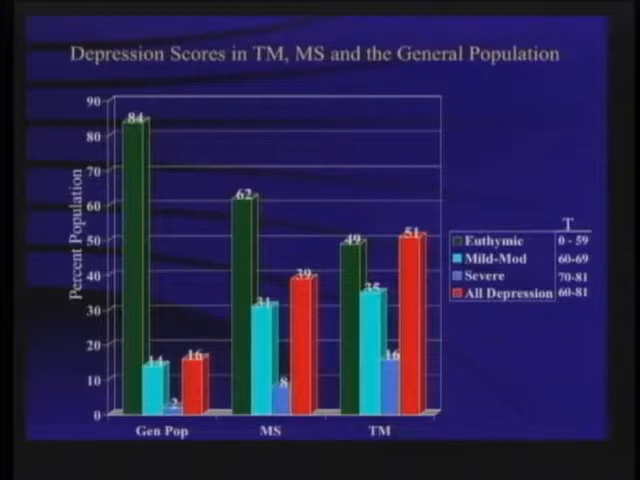 Depression Scores in TM, MS and the General Population
Percent Population
90
80
70
60
50
40
30
20
10
0
84
14
2
16
62
31
8
39
49
35
16
51
Gen Pop
MS
TM
T
Euthymic 0 - 59
Mild-Mod 60-69
Severe 70-81
All Depression 60-81